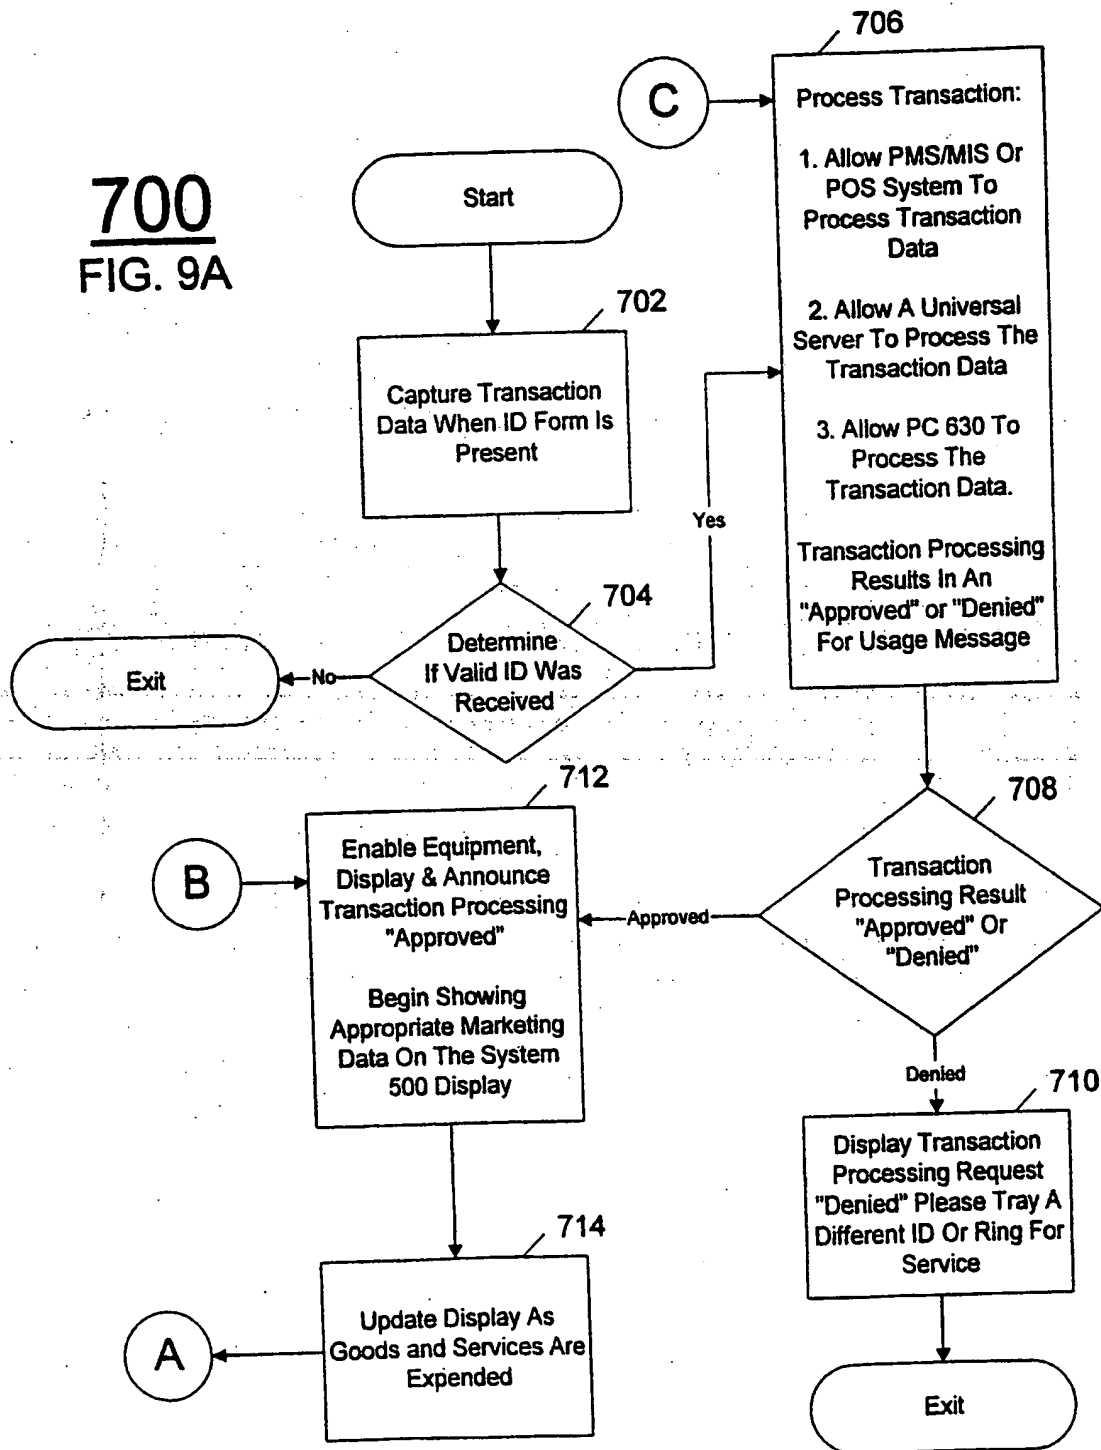 700
FIG. 9A
Start
702
Capture Transaction
Data When ID Form Is
Present
704
Determine
If Valid ID Was
Received
No
Exit
Yes
C
706
Process Transaction:
1. Allow PMS/MIS Or
POS System To
Process Transaction
Data
2. Allow A Universal
Server To Process The
Transaction Data
3. Allow PC 630 To
Process The
Transaction Data.
Transaction Processing
Results In An
"Approved" or "Denied"
For Usage Message
708
Transaction
Processing Result
"Approved" Or
"Denied"
Approved
Denied
710
Display Transaction
Processing Request
"Denied" Please Tray A
Different ID Or Ring For
Service
Exit
B
712
Enable Equipment,
Display & Announce
Transaction Processing
"Approved"
Begin Showing
Appropriate Marketing
Data On The System
500 Display
714
Update Display As
Goods and Services Are
Expended
A